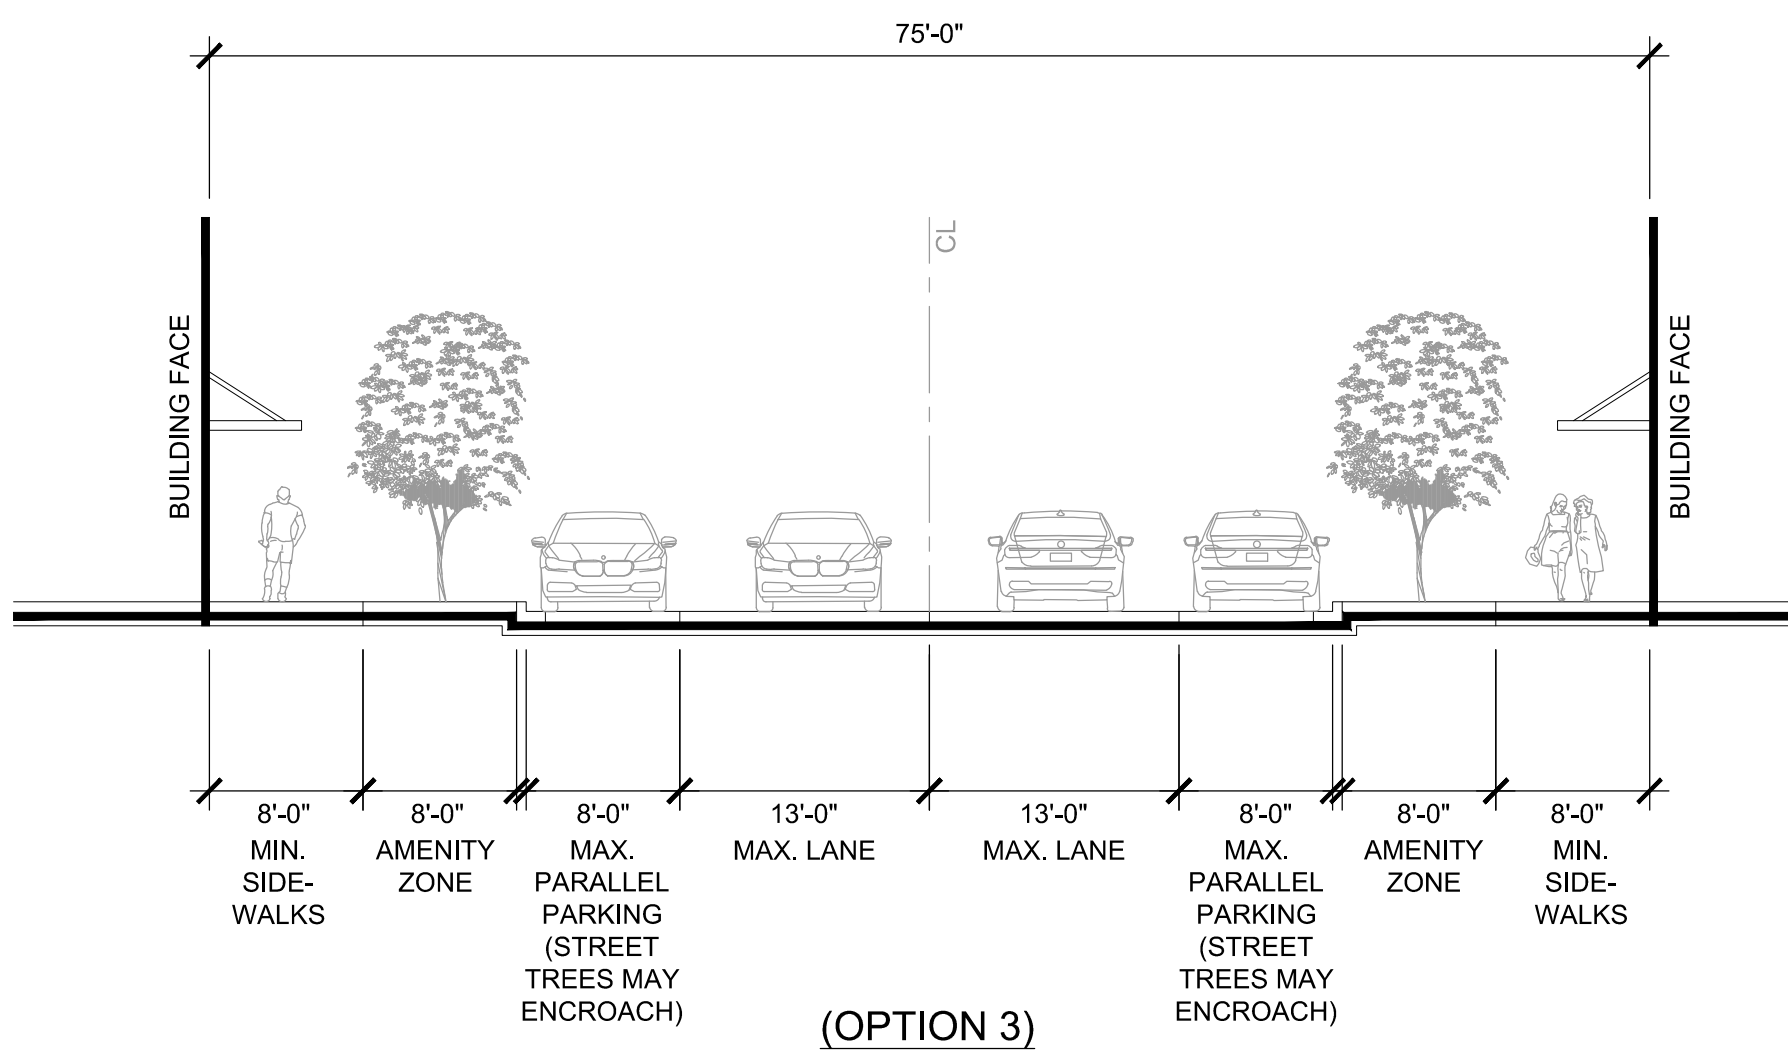 75'-0"
CL
BUILDING FACE
BUILDING FACE
8'-0"
MIN.
SIDE-
WALKS
8'-0"
AMENITY
ZONE
8'-0"
MAX.
PARALLEL
PARKING
(STREET
TREES MAY
ENCROACH)
13'-0"
MAX. LANE
13'-0"
MAX. LANE
8'-0"
MAX.
PARALLEL
PARKING
(STREET
TREES MAY
ENCROACH)
8'-0"
AMENITY
ZONE
8'-0"
MIN.
SIDE-
WALKS
(OPTION 3)